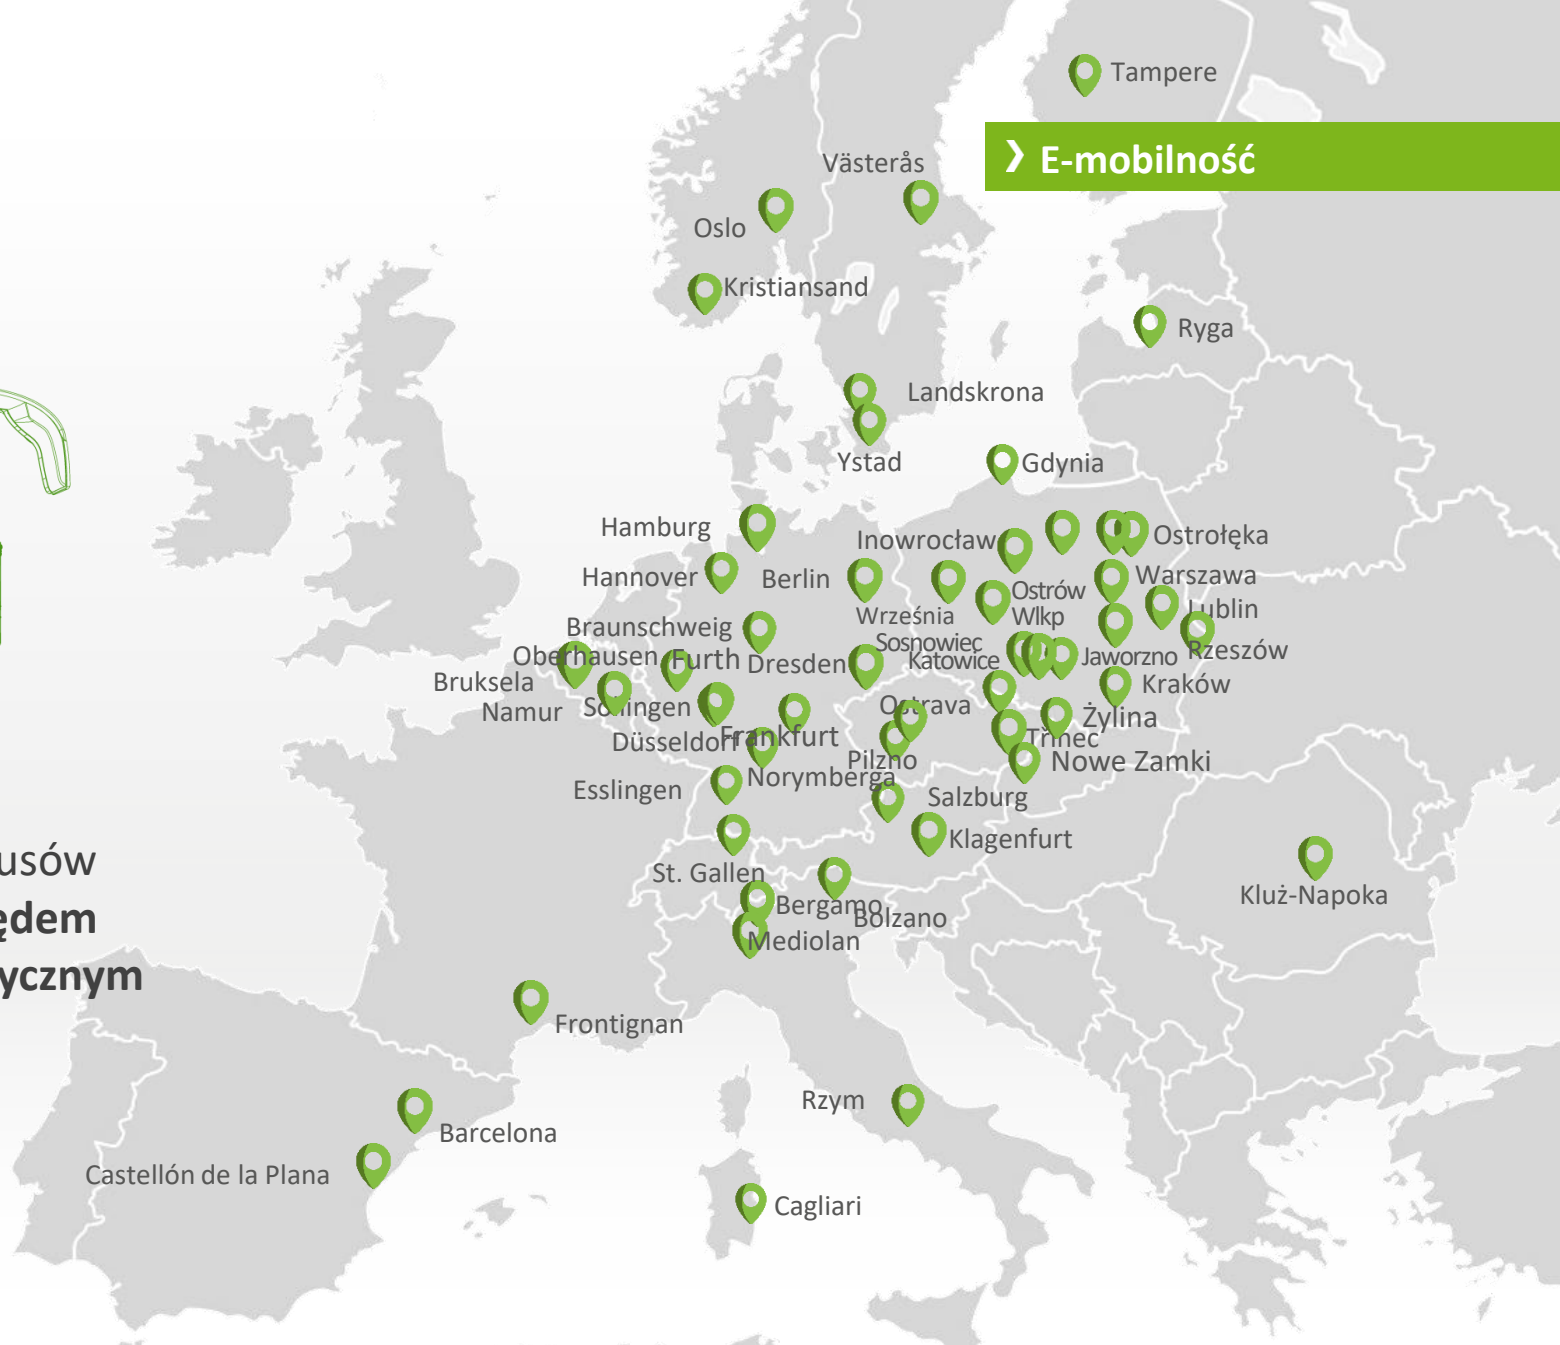 Tampere
E-mobilność
Västerås
Oslo
Kristiansand
Ryga
Landskrona
Ystad
Gdynia
Hamburg
Inowrocław
Ostrołęka
Hannover
Berlin
Warszawa
Ostrów
Wlkp
Września
Lublin
Braunschweig
Sosnowiec
Katowice
Jaworzno
Rzeszów
Oberhausen
Furth
Dresden
Bruksela
Kraków
Namur
Solingen
Ostrava
Żylina
Düsseldorf
Frankfurt
Třinec
Pilzno
Nowe Zamki
Norymberga
Esslingen
Salzburg
Klagenfurt
usów
St. Gallen
Kluż-Napoka
Bergamo
Bolzano
ędem
Mediolan
ycznym
Frontignan
Rzym
Barcelona
Castellón de la Plana
Cagliari